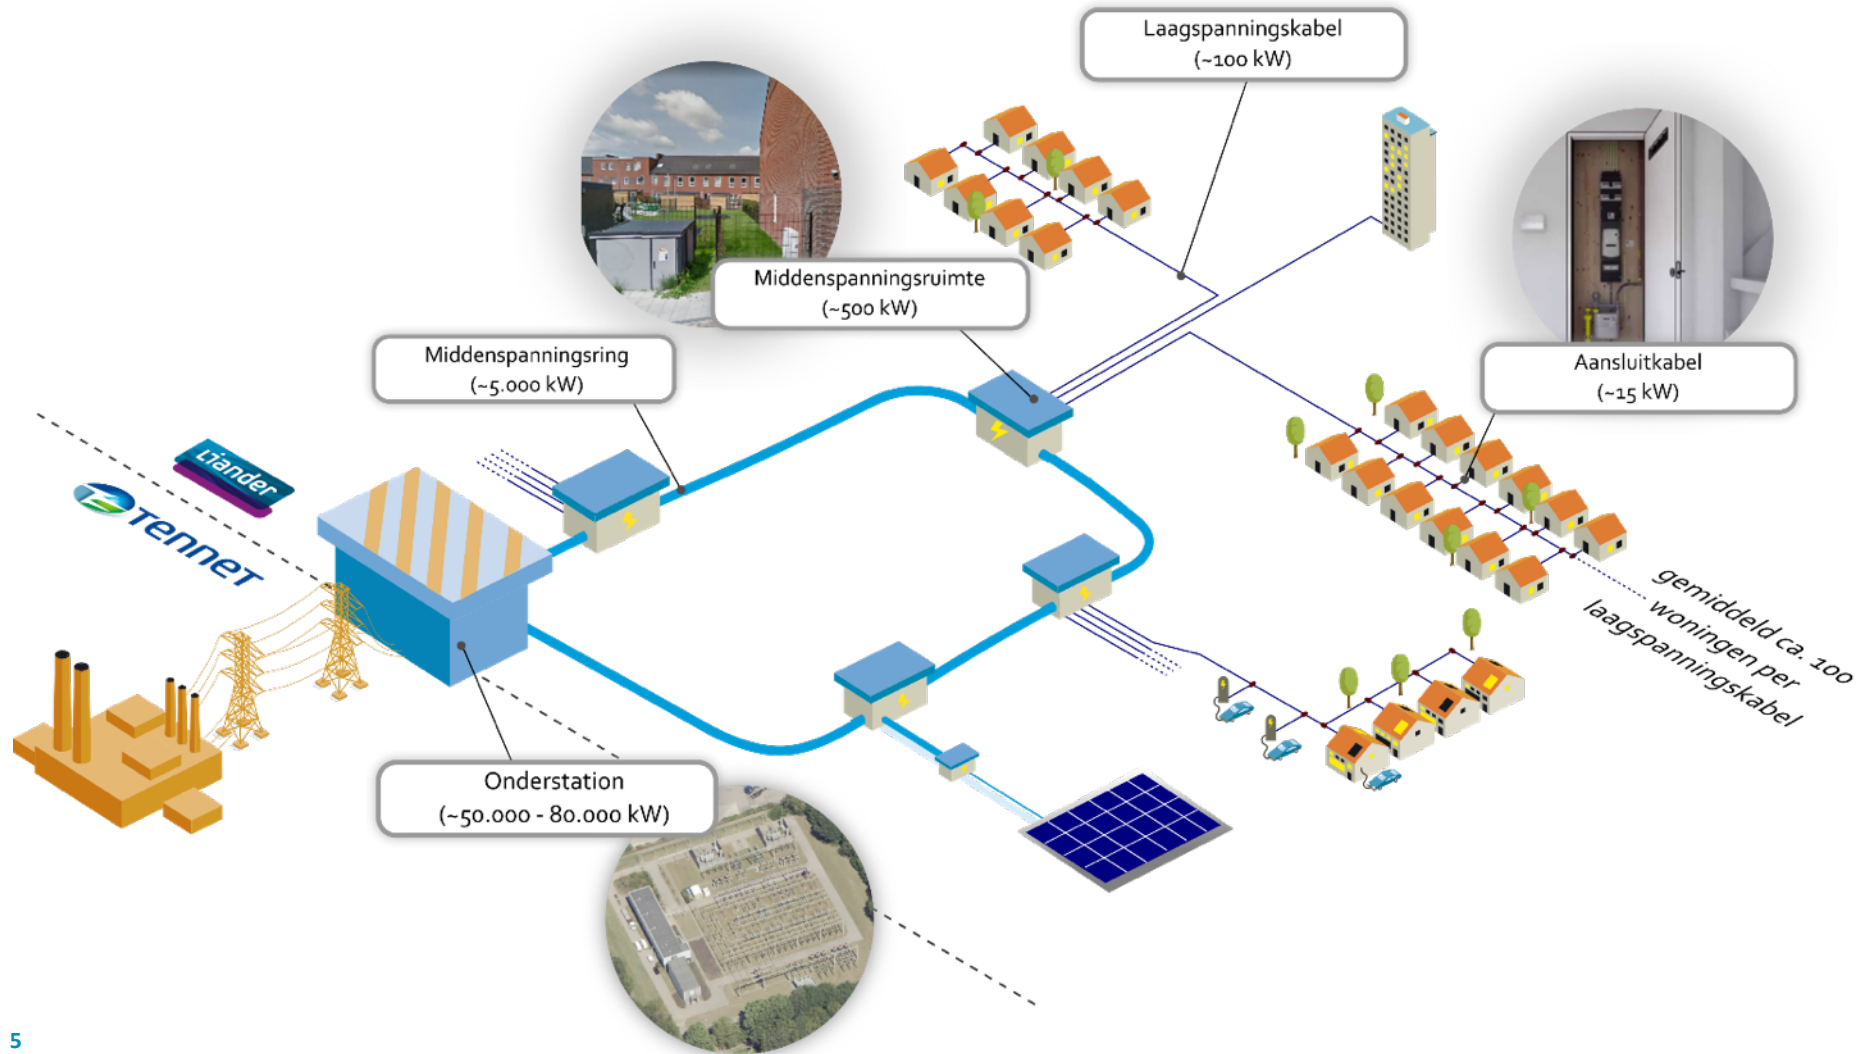 Laagspanningskabel
(~100 kW)
Middenspanningsruimte
(~500 kW)
Middenspanningsring
(~5.000 kW)
Aansluitkabel
(~15 kW)
Liander
Tennet
gemiddeld ca. 100
woningen per
laagspanningskabel
Onderstation
(~50.000 - 80.000 kW)
5